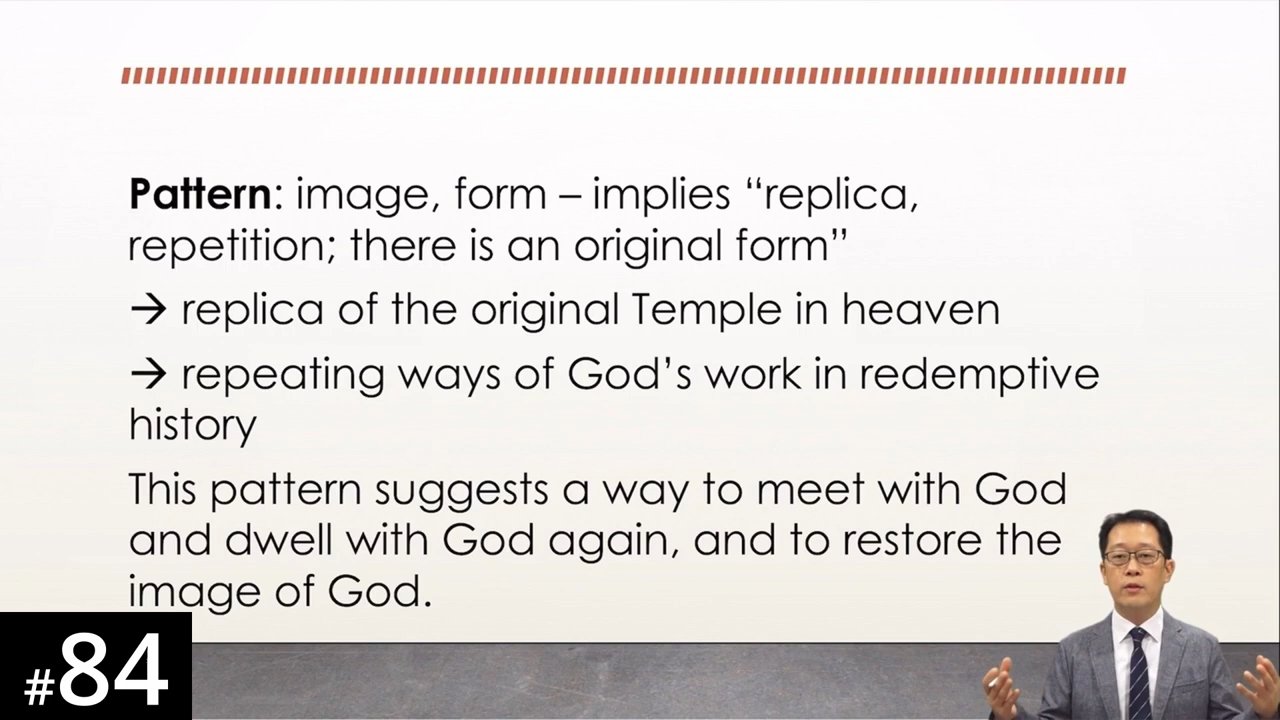 Pattern: image, form – implies “replica,
repetition; there is an original form”
→ replica of the original Temple in heaven
→ repeating ways of God’s work in redemptive
history
This pattern suggests a way to meet with God
and dwell with God again, and to restore the
image of God.
#84